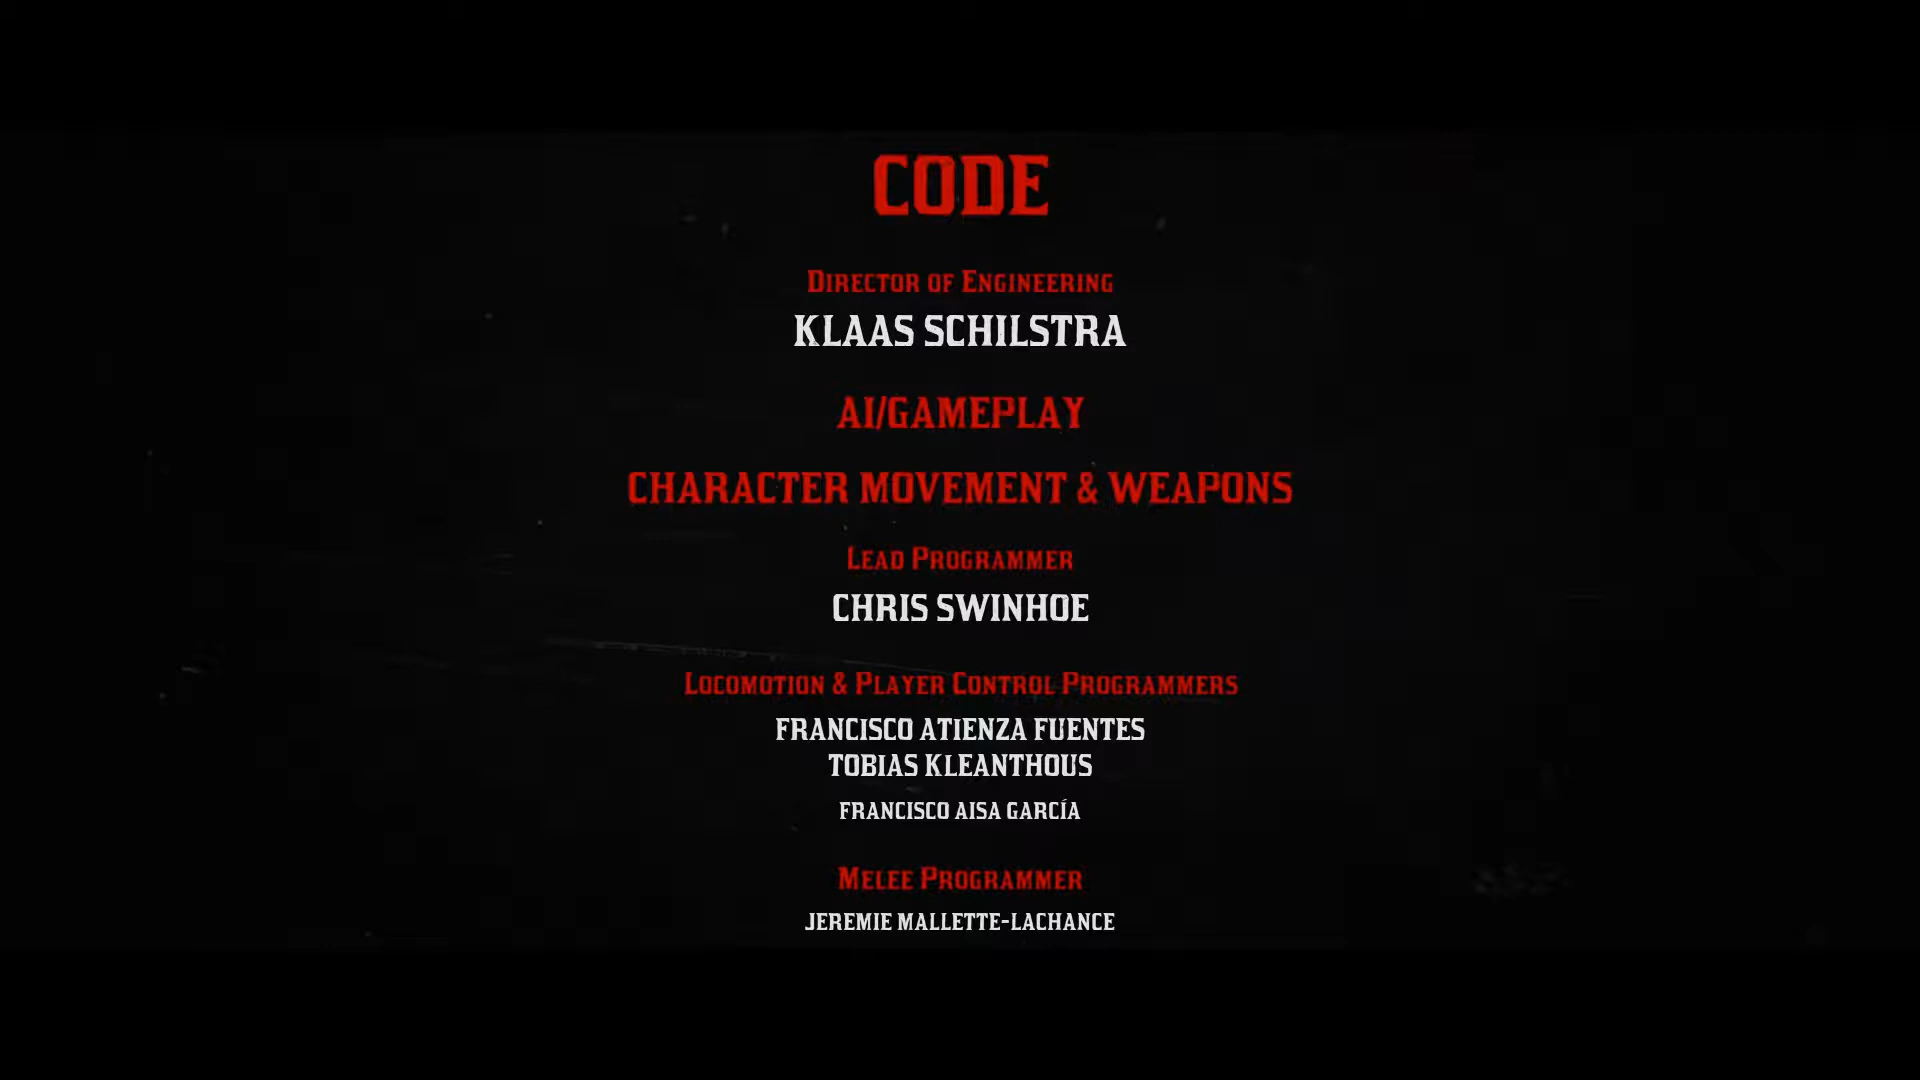 CODE
DIRECTOR OF ENGINEERING
KLAAS SCHILSTRA
AI/GAMEPLAY
CHARACTER MOVEMENT & WEAPONS
LEAD PROGRAMMER
CHRIS SWINHOE
LOCOMOTION & PLAYER CONTROL PROGRAMMERS
FRANCISCO ATIENZA FUENTES
TOBIAS KLEANTHOUS
FRANCISCO AISA GARCÍA
MELEE PROGRAMMER
JEREMIE MALLETTE-LACHANCE